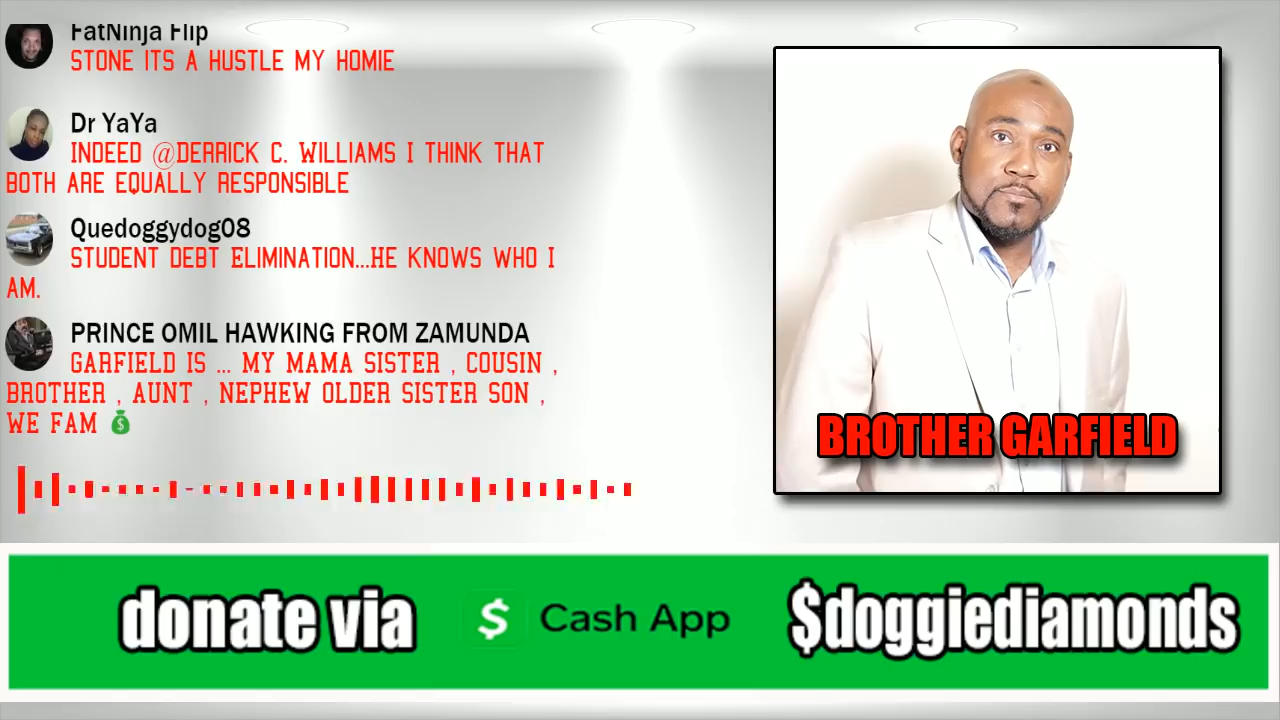 FatNinja Flip
STONE ITS A HUSTLE MY HOMIE
Dr YaYa
INDEED @DERRICK C. WILLIAMS I THINK THAT
BOTH ARE EQUALLY RESPONSIBLE
Quedoggydog08
STUDENT DEBT ELIMINATION...HE KNOWS WHO I
AM.
PRINCE OMIL HAWKING FROM ZAMUNDA
GARFIELD IS ... MY MAMA SISTER , COUSIN ,
BROTHER , AUNT , NEPHEW OLDER SISTER SON ,
WE FAM 💰
BROTHER GARFIELD
donate via $ Cash App $doggiediamonds